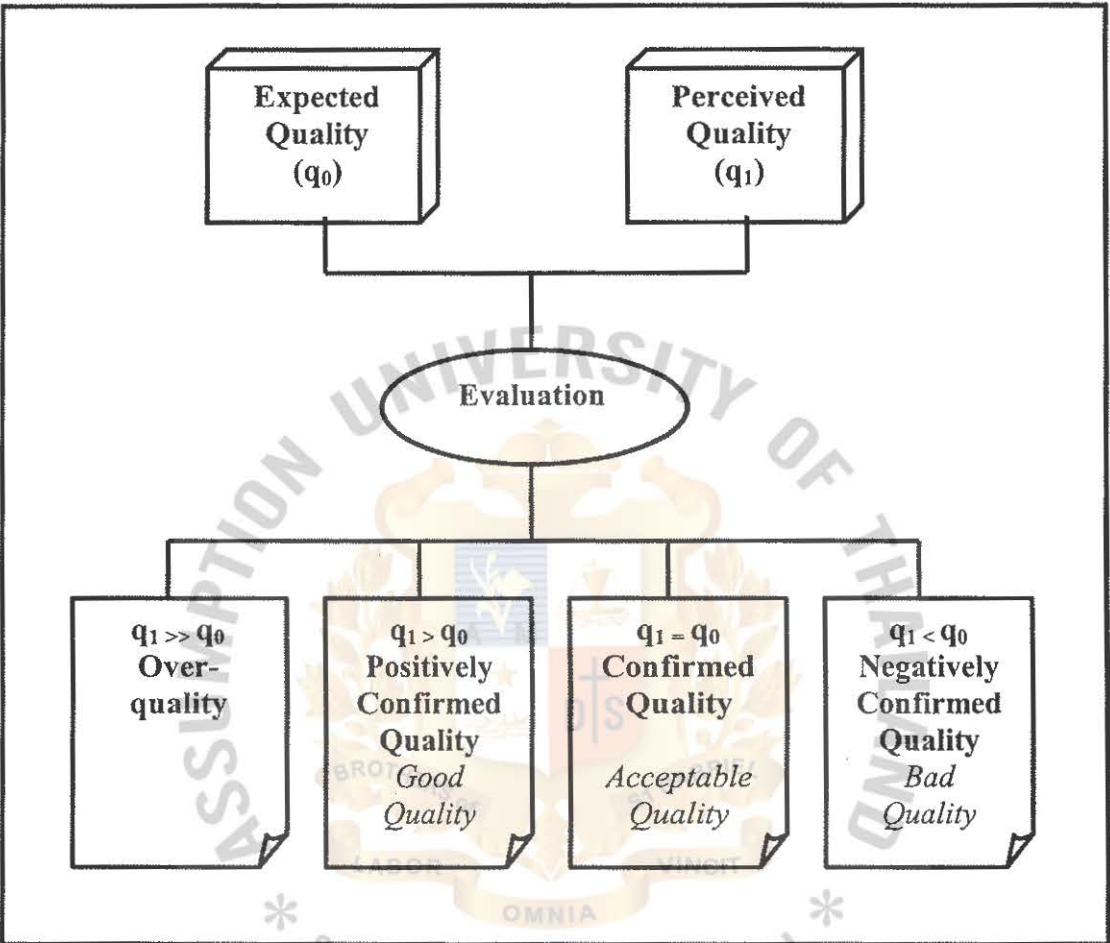 Expected
Quality
(q0)
Perceived
Quality
(q1)
Evaluation
q1 >> q0
Over-
quality
q1 > q0
Positively
Confirmed
Quality
Good
Quality
q1 = q0
Confirmed
Quality
Acceptable
Quality
q1 < q0
Negatively
Confirmed
Quality
Bad
Quality
ASSUMPTION UNIVERSITY OF THAILAND
LABOR
OMNIA
VINCIT